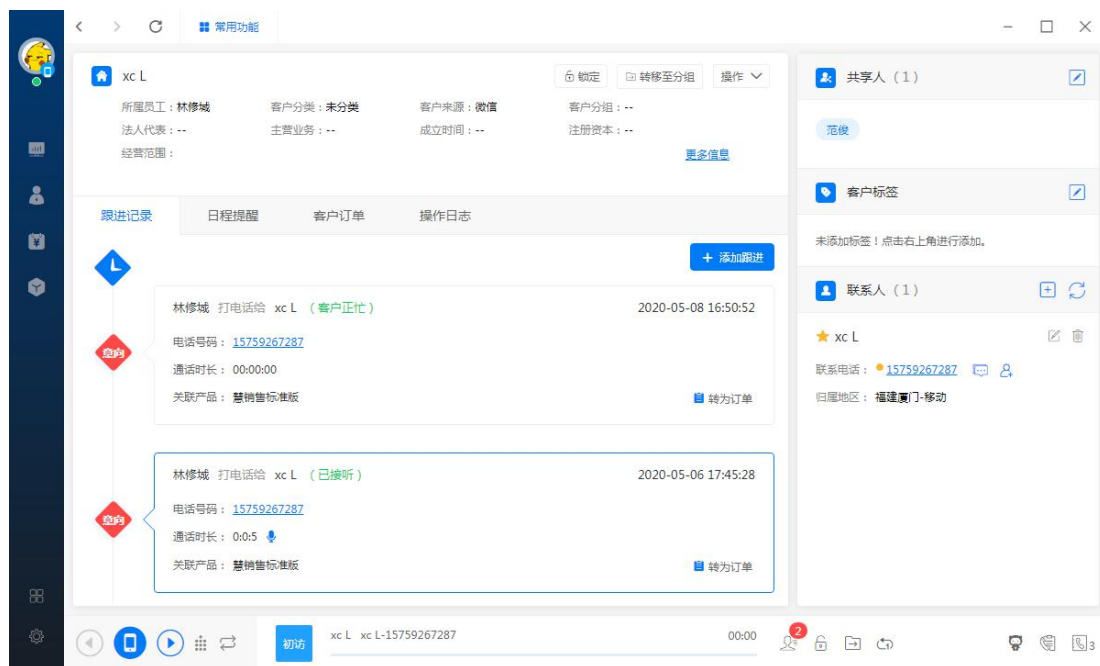 常用功能
xc L
锁定 转移至分组 操作
所属员工：林修城 客户分类：未分类 客户来源：微信 客户分组：--
法人代表：-- 主营业务：-- 成立时间：-- 注册资本：--
经营范围：
更多信息
跟进记录 日程提醒 客户订单 操作日志
+ 添加跟进
林修城 打电话给 xc L （客户正忙） 2020-05-08 16:50:52
意向
电话号码：15759267287
通话时长：00:00:00
关联产品：慧销售标准版 转为订单
林修城 打电话给 xc L （已接听） 2020-05-06 17:45:28
意向
电话号码：15759267287
通话时长：0:0:5
关联产品：慧销售标准版 转为订单
共享人（1）
范俊
客户标签
未添加标签！点击右上角进行添加。
联系人（1）
xc L
联系电话：15759267287
归属地区：福建厦门-移动
初访 xc L xc L-15759267287 00:00 2 3